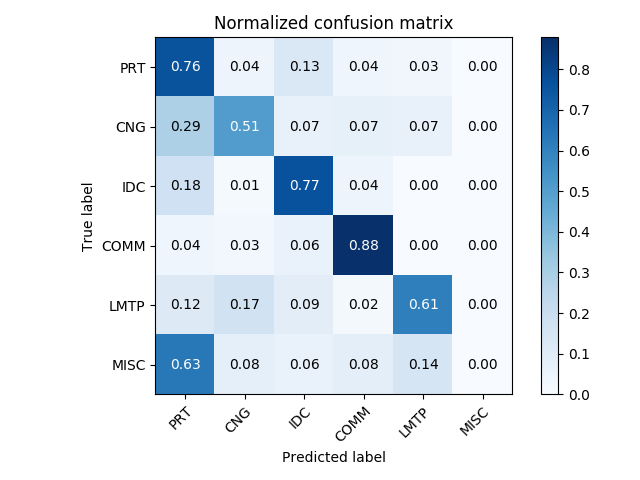 Normalized confusion matrix
PRT 0.76 0.04 0.13 0.04 0.03 0.00
CNG 0.29 0.51 0.07 0.07 0.07 0.00
IDC 0.18 0.01 0.77 0.04 0.00 0.00
COMM 0.04 0.03 0.06 0.88 0.00 0.00
LMTP 0.12 0.17 0.09 0.02 0.61 0.00
MISC 0.63 0.08 0.06 0.08 0.14 0.00
True label
PRT CNG IDC COMM LMTP MISC
Predicted label
0.8
0.7
0.6
0.5
0.4
0.3
0.2
0.1
0.0